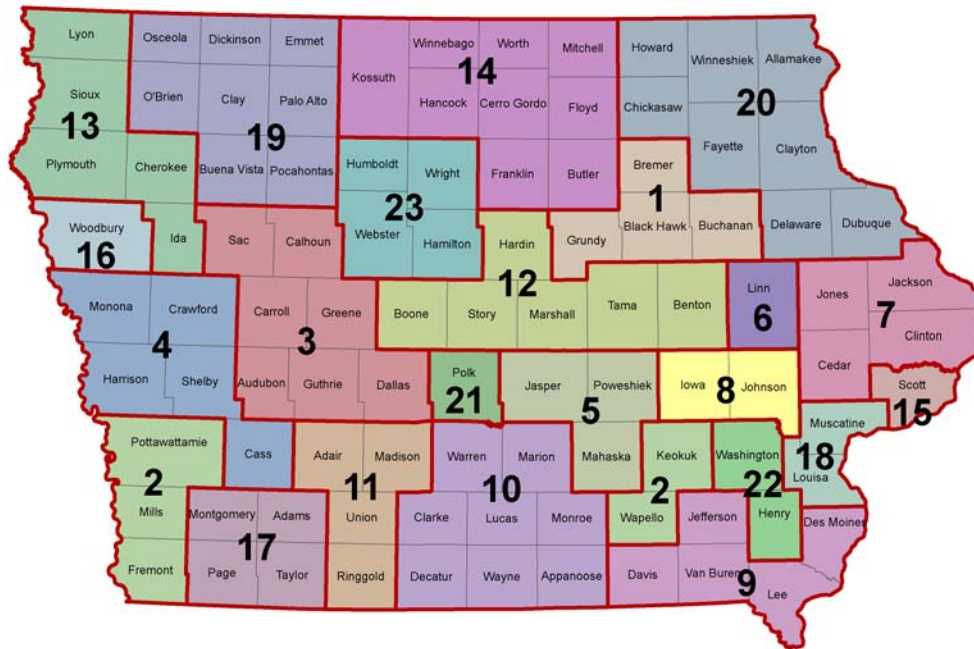 Lyon
Osceola
Dickinson
Emmet
Kossuth
Winnebago
Worth
Mitchell
Howard
Winneshiek
Allamakee
14
Sioux
O'Brien
Clay
Palo Alto
Hancock
Cerro Gordo
Floyd
Chickasaw
20
13
19
Plymouth
Cherokee
Buena Vista
Pocahontas
Humboldt
Wright
Franklin
Butler
Bremer
Fayette
Clayton
23
1
Woodbury
Ida
Sac
Calhoun
Webster
Hamilton
Hardin
Grundy
Black Hawk
Buchanan
Delaware
Dubuque
16
12
Monona
Crawford
Carroll
Greene
Boone
Story
Marshall
Tama
Benton
Linn
6
Jones
Jackson
7
Clinton
4
3
Harrison
Shelby
Audubon
Guthrie
Dallas
Polk
21
Jasper
Poweshiek
5
Iowa
Johnson
8
Cedar
Scott
15
Pottawattamie
Cass
Adair
Madison
Warren
Marion
Mahaska
Keokuk
Washington
Muscatine
18
Louisa
2
11
10
2
22
Mills
Montgomery
Adams
Union
Clarke
Lucas
Monroe
Wapello
Jefferson
Henry
Des Moines
17
Fremont
Page
Taylor
Ringgold
Decatur
Wayne
Appanoose
Davis
Van Buren
9
Lee